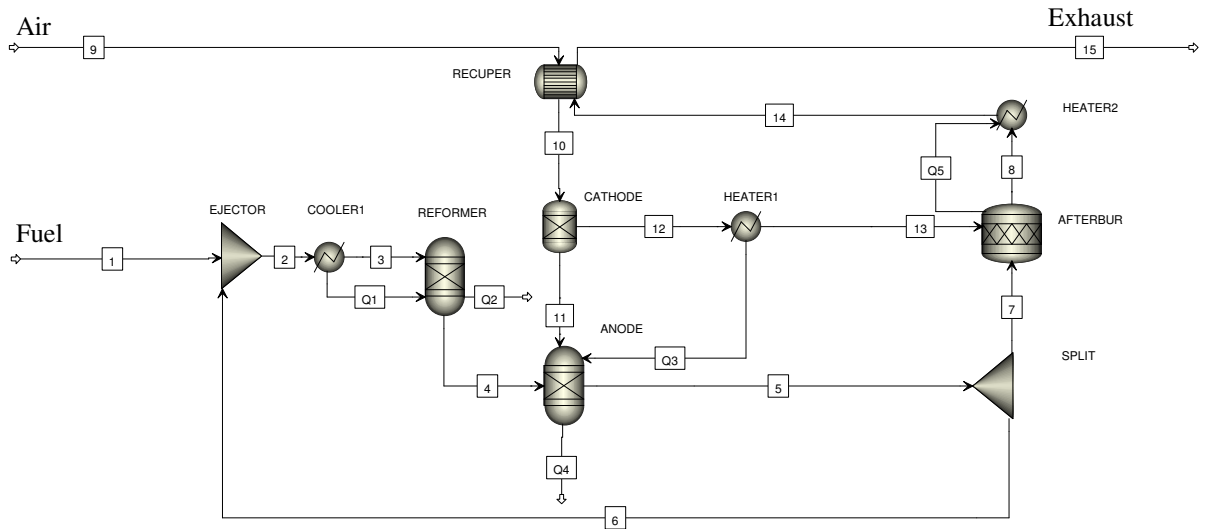 Air
Exhaust
9
15
RECUPER
14
HEATER2
10
Q5
8
CATHODE
HEATER1
EJECTOR
COOLER1
REFORMER
12
13
AFTERBUR
Fuel
1
2
3
Q1
Q2
11
7
ANODE
Q3
SPLIT
4
5
Q4
6